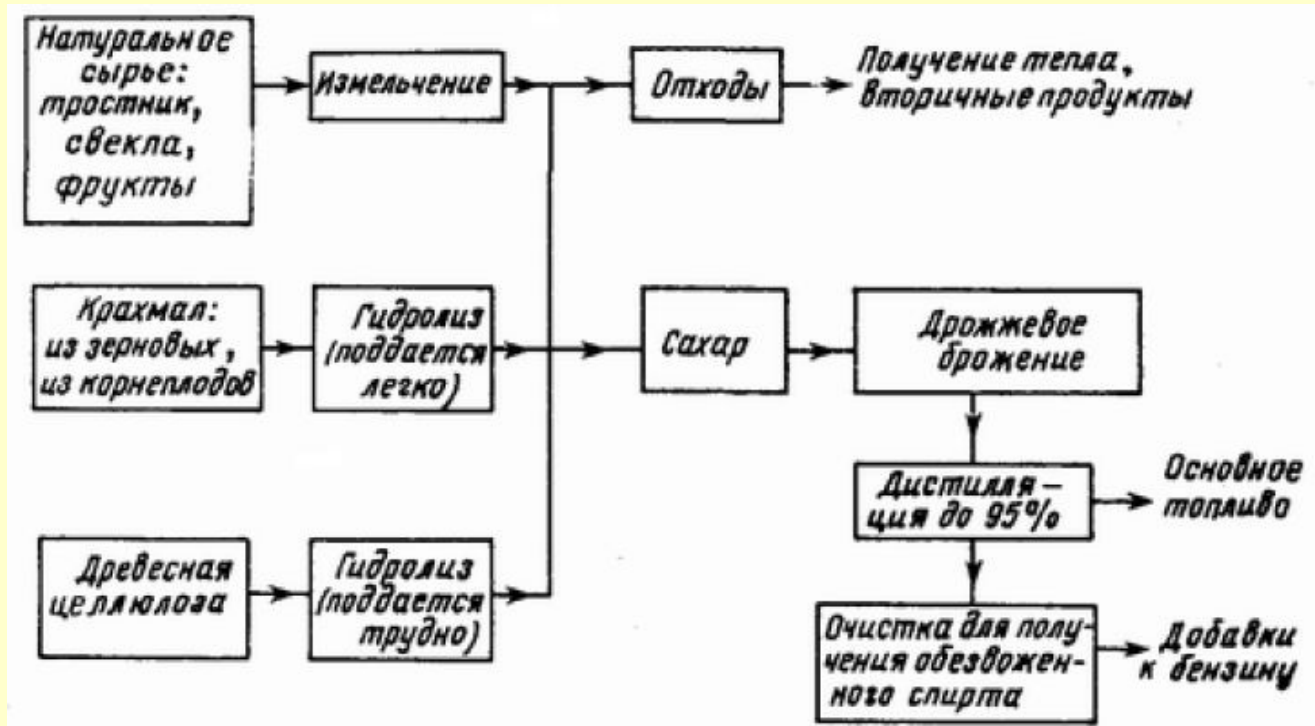 Натуральное
сырье:
тростник,
свекла,
фрукты
Измельчение
Отходы
Получение тепла,
вторичные продукты
Крахмал:
из зерновых,
из корнеплодов
Гидролиз
(поддается
легко)
Сахар
Дрожжевое
брожение
Дистилля-
ция до 95%
Основное
топливо
Древесная
целлюлоза
Гидролиз
(поддается
трудно)
Очистка для полу-
чения обезвожен-
ного спирта
Добавки
к бензину